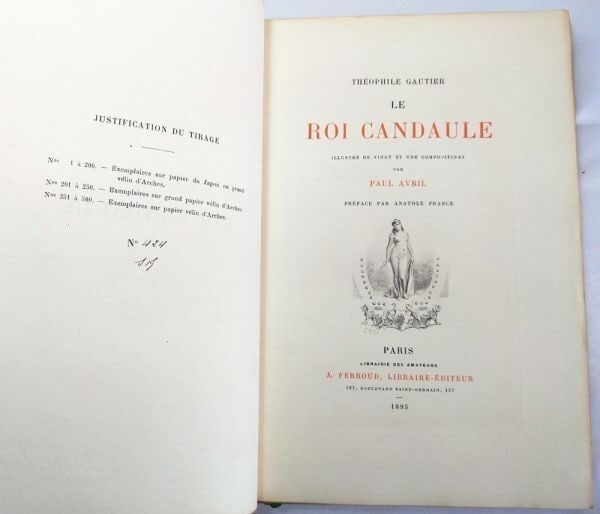 JUSTIFICATION DU TIRAGE
Nos 1 à 200. — Exemplaires sur papier du Japon ou grand
vélin d'Arches.
Nos 201 à 250. — Exemplaires sur grand papier vélin d'Arches.
Nos 251 à 500. — Exemplaires sur papier vélin d'Arches.
No 424
THÉOPHILE GAUTIER
LE
ROI CANDAULE
ILLUSTRÉ DE VINGT ET UNE COMPOSITIONS
PAR
PAUL AVRIL
PRÉFACE PAR ANATOLE FRANCE
PARIS
LIBRAIRIE DES AMATEURS
A. FERROUD, LIBRAIRE-ÉDITEUR
127, BOULEVARD SAINT-GERMAIN, 127
1893